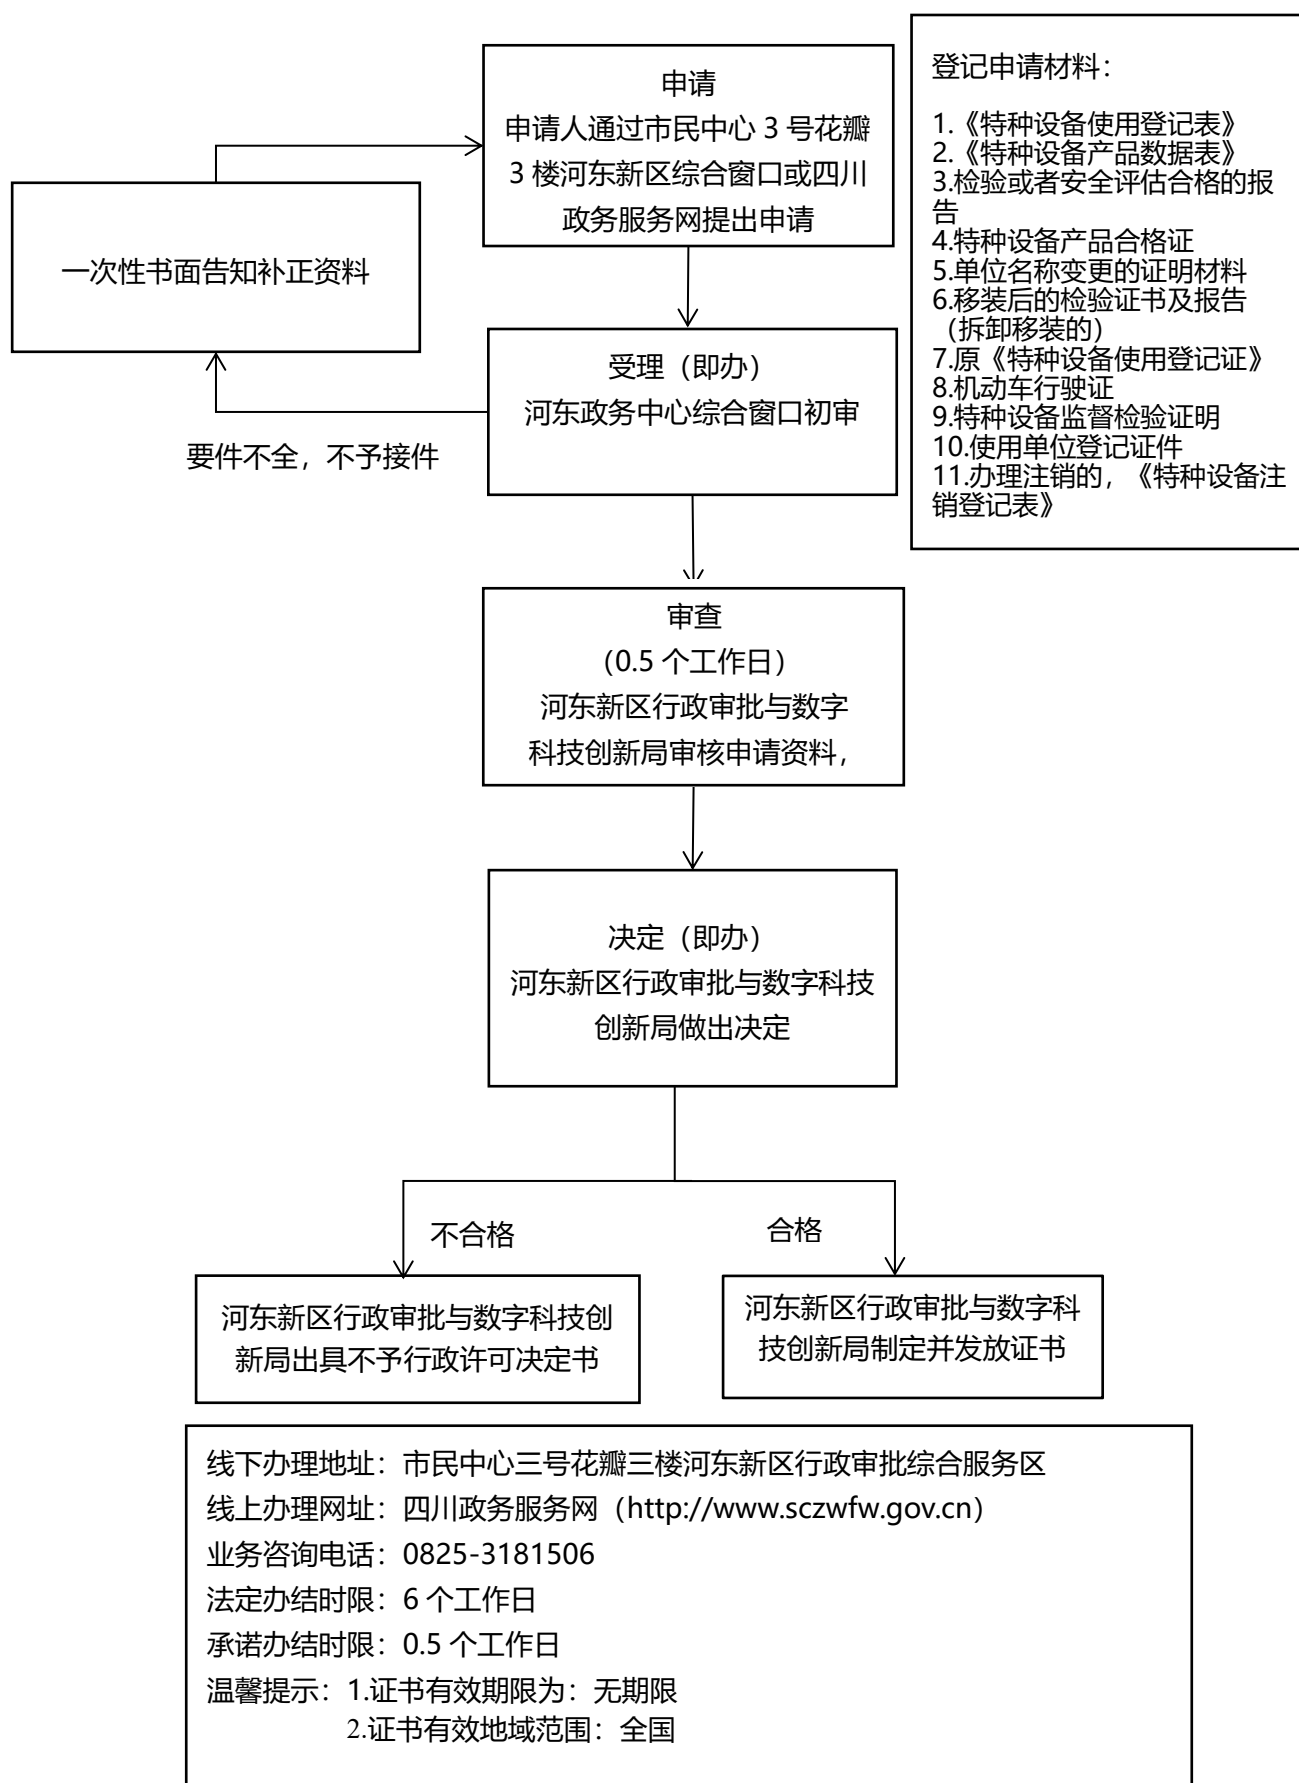 申请
申请人通过市民中心 3 号花瓣
3 楼河东新区综合窗口或四川
政务服务网提出申请
登记申请材料：
1.《特种设备使用登记表》
2.《特种设备产品数据表》
3.检验或者安全评估合格的报
告
4.特种设备产品合格证
5.单位名称变更的证明材料
6.移装后的检验证书及报告
（拆卸移装的）
7.原《特种设备使用登记证》
8.机动车行驶证
9.特种设备监督检验证明
10.使用单位登记证件
11.办理注销的，《特种设备注
销登记表》
一次性书面告知补正资料
受理（即办）
河东政务中心综合窗口初审
要件不全，不予接件
审查
（0.5 个工作日）
河东新区行政审批与数字
科技创新局审核申请资料，
决定（即办）
河东新区行政审批与数字科技
创新局做出决定
不合格
合格
河东新区行政审批与数字科技创
新局出具不予行政许可决定书
河东新区行政审批与数字科
技创新局制定并发放证书
线下办理地址：市民中心三号花瓣三楼河东新区行政审批综合服务区
线上办理网址：四川政务服务网（http://www.sczwfw.gov.cn）
业务咨询电话：0825-3181506
法定办结时限：6 个工作日
承诺办结时限：0.5 个工作日
温馨提示：1.证书有效期限为：无期限
2.证书有效地域范围：全国